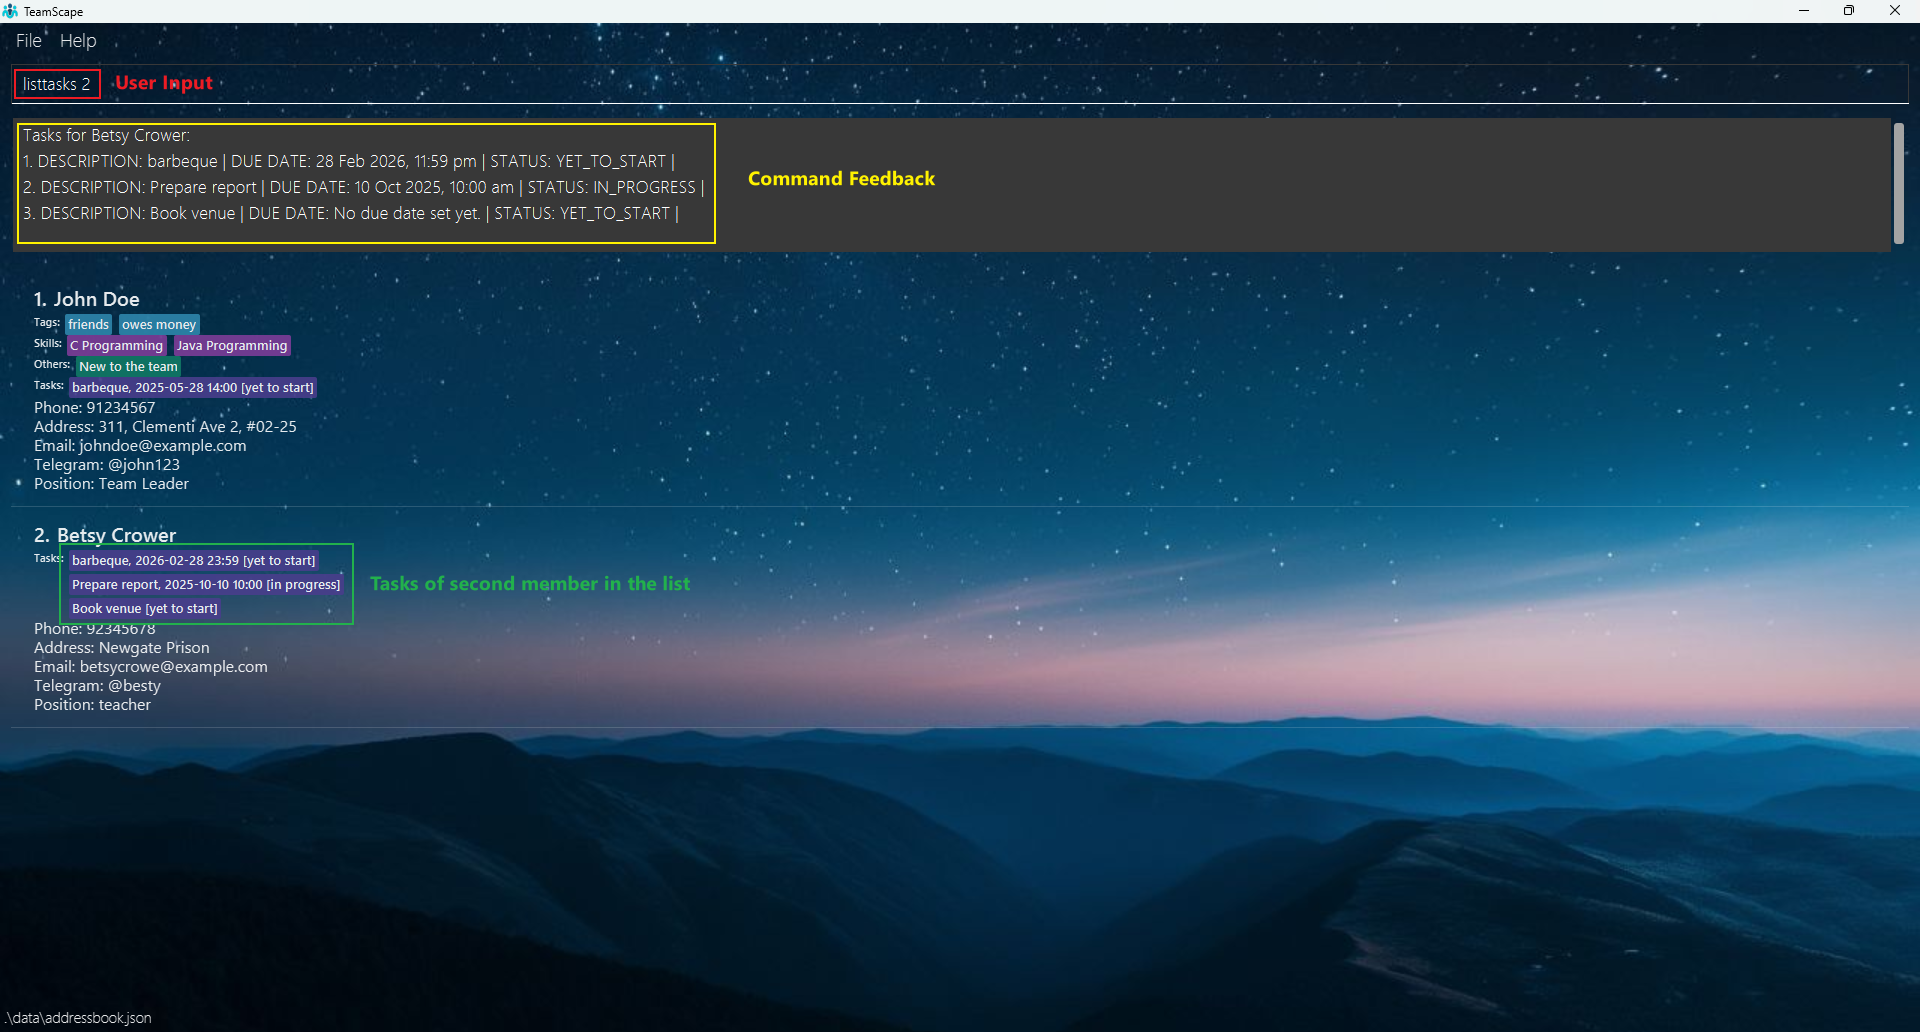 TeamScape
File Help
listtasks 2 User Input
Tasks for Betsy Crower:
1. DESCRIPTION: barbeque | DUE DATE: 28 Feb 2026, 11:59 pm | STATUS: YET_TO_START |
2. DESCRIPTION: Prepare report | DUE DATE: 10 Oct 2025, 10:00 am | STATUS: IN_PROGRESS |
3. DESCRIPTION: Book venue | DUE DATE: No due date set yet. | STATUS: YET_TO_START |
Command Feedback
1. John Doe
Tags: friends owes money
Skills: C Programming Java Programming
Others: New to the team
Tasks: barbeque, 2025-05-28 14:00 [yet to start]
Phone: 91234567
Address: 311, Clementi Ave 2, #02-25
Email: johndoe@example.com
Telegram: @john123
Position: Team Leader
2. Betsy Crower
Tasks: barbeque, 2026-02-28 23:59 [yet to start]
Prepare report, 2025-10-10 10:00 [in progress]
Book venue [yet to start]
Tasks of second member in the list
Phone: 92345678
Address: Newgate Prison
Email: betsycrowe@example.com
Telegram: @besty
Position: teacher
.\data\addressbook.json